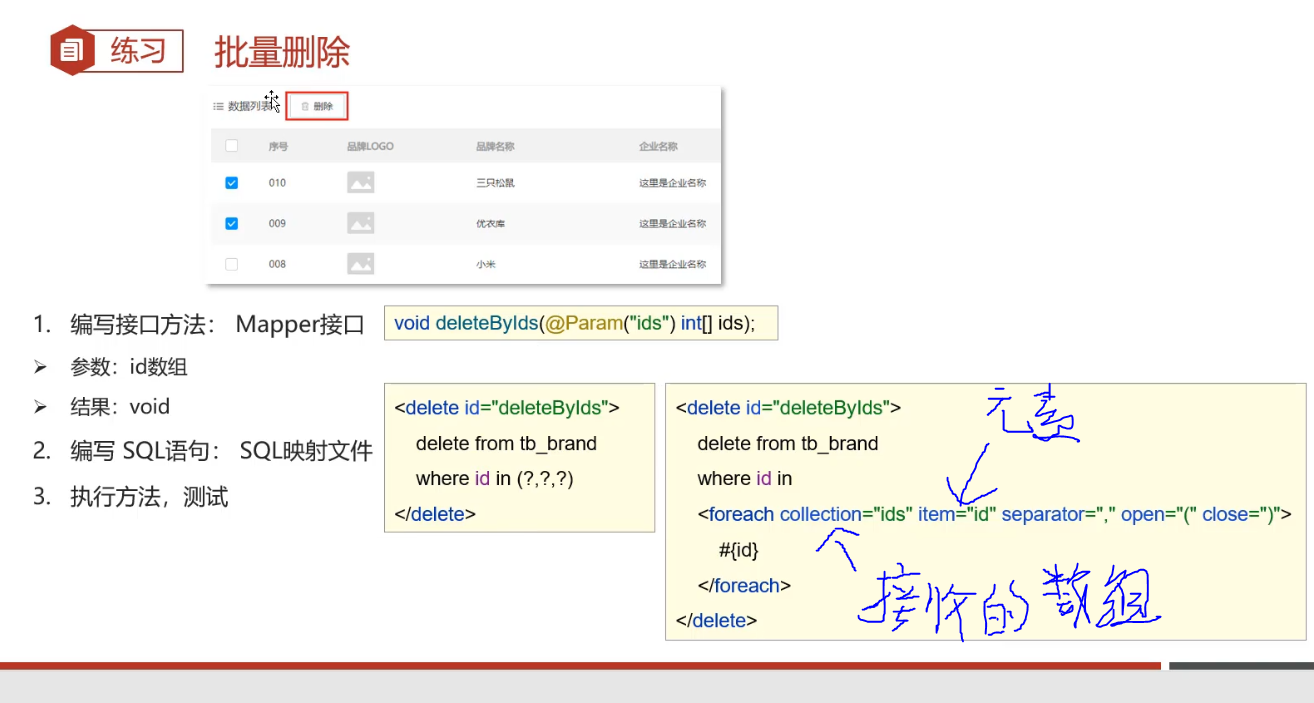 练习 批量删除
数据列表 删除
序号 品牌LOGO 品牌名称 企业名称
010 三只松鼠 这里是企业名称
009 优衣库 这里是企业名称
008 小米 这里是企业名称
1. 编写接口方法： Mapper接口
void deleteByIds(@Param("ids") int[] ids);
➢ 参数：id数组
➢ 结果：void
2. 编写 SQL语句： SQL映射文件
3. 执行方法，测试
<delete id="deleteByIds">
delete from tb_brand
where id in (?,?,?)
</delete>
<delete id="deleteByIds">
delete from tb_brand
where id in
<foreach collection="ids" item="id" separator="," open="(" close=")">
#{id}
</foreach>
</delete>
元素
接收的数组